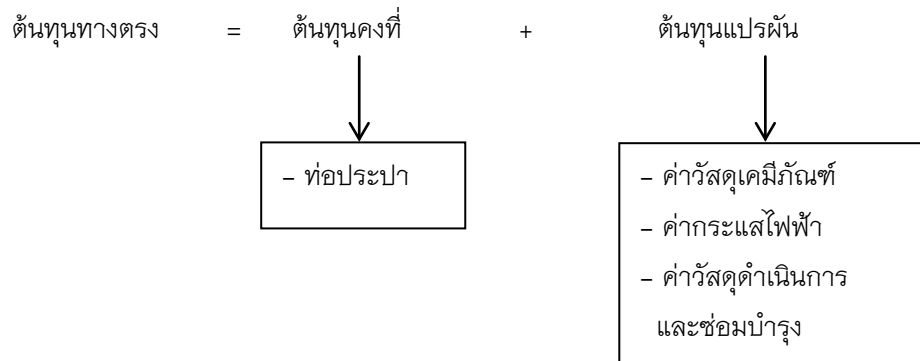 ต้นทุนทางตรง = ต้นทุนคงที่ + ต้นทุนแปรผัน
– ท่อประปา
– ค่าวัสดุเคมีภัณฑ์
– ค่ากระแสไฟฟ้า
– ค่าวัสดุดำเนินการ
และซ่อมบำรุง